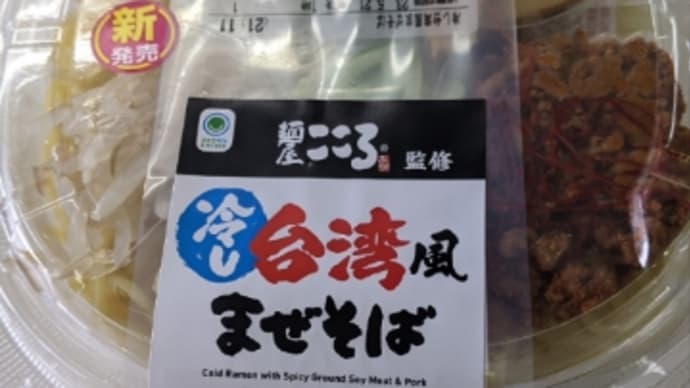 新
発売
麺屋こころ 監修
冷し台湾風
まぜそば
Cold Ramen with Spicy Ground Soy Meat & Pork